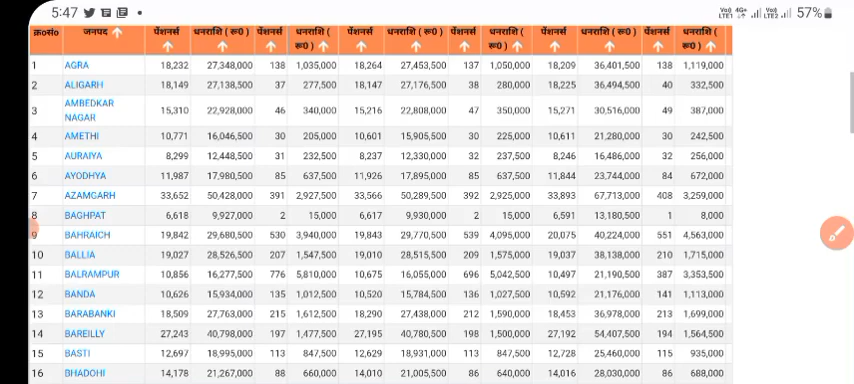 5:47 57%
क्र०सं० जनपद पेंशनर्स धनराशि ( रू0 ) पेंशनर्स धनराशि ( रू0 ) पेंशनर्स धनराशि ( रू0 ) पेंशनर्स धनराशि ( रू0 ) पेंशनर्स धनराशि ( रू0 ) पेंशनर्स धनराशि ( रू0 )
1 AGRA 18,232 27,348,000 138 1,035,000 18,264 27,453,500 137 1,050,000 18,209 36,401,500 138 1,119,000
2 ALIGARH 18,149 27,138,500 37 277,500 18,147 27,176,500 38 280,000 18,225 36,494,500 40 332,500
3 AMBEDKAR NAGAR 15,310 22,928,000 46 340,000 15,216 22,808,000 47 350,000 15,271 30,516,000 49 387,000
4 AMETHI 10,771 16,046,500 30 205,000 10,601 15,905,500 30 225,000 10,611 21,280,000 30 242,500
5 AURAIYA 8,299 12,448,500 31 232,500 8,237 12,330,000 32 237,500 8,246 16,486,000 32 256,000
6 AYODHYA 11,987 17,980,500 85 637,500 11,926 17,895,000 85 637,500 11,844 23,744,000 84 672,000
7 AZAMGARH 33,652 50,428,000 391 2,927,500 33,566 50,289,500 392 2,925,000 33,893 67,713,000 408 3,259,000
8 BAGHPAT 6,618 9,927,000 2 15,000 6,617 9,930,000 2 15,000 6,591 13,180,500 1 8,000
9 BAHRAICH 19,842 29,680,500 530 3,940,000 19,843 29,770,500 539 4,095,000 20,075 40,224,000 551 4,563,000
10 BALLIA 19,027 28,526,500 207 1,547,500 19,010 28,515,500 209 1,575,000 19,037 38,138,000 210 1,715,000
11 BALRAMPUR 10,856 16,277,500 776 5,810,000 10,675 16,055,000 696 5,042,500 10,497 21,190,500 387 3,353,500
12 BANDA 10,626 15,934,000 135 1,012,500 10,520 15,784,500 136 1,027,500 10,592 21,176,000 141 1,113,000
13 BARABANKI 18,509 27,763,000 215 1,612,500 18,290 27,438,000 212 1,590,000 18,453 36,978,000 213 1,699,000
14 BAREILLY 27,243 40,798,000 197 1,477,500 27,195 40,780,500 198 1,500,000 27,192 54,407,500 194 1,564,500
15 BASTI 12,697 18,995,000 113 847,500 12,629 18,931,000 113 847,500 12,728 25,460,000 115 935,000
16 BHADOHI 14,178 21,267,000 88 660,000 14,010 21,005,500 86 640,000 14,016 28,030,000 86 688,000